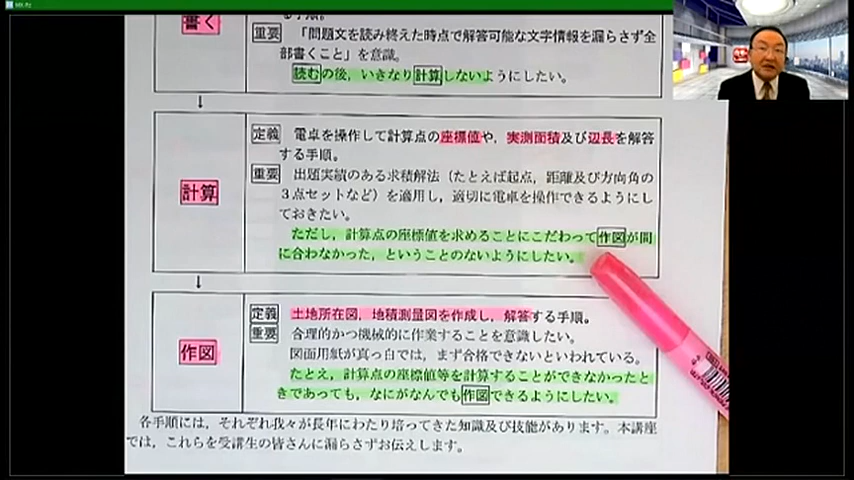 書く
る手順。
重要 「問題文を読み終えた時点で解答可能な文字情報を漏らさず全
部書くこと」を意識。
読むの後，いきなり計算しないようにしたい。
↓
計算
定義 電卓を操作して計算点の座標値や，実測面積及び辺長を解答
する手順。
重要 出題実績のある求積解法（たとえば起点，距離及び方向角の
３点セットなど）を適用し，適切に電卓を操作できるようにし
ておきたい。
ただし，計算点の座標値を求めることにこだわって作図が間
に合わなかった，ということのないようにしたい。
↓
作図
定義 土地所在図，地積測量図を作成し，解答する手順。
重要 合理的かつ機械的に作業することを意識したい。
図面用紙が真っ白では，まず合格できないといわれている。
たとえ，計算点の座標値等を計算することができなかったと
きであっても，なにがなんでも作図できるようにしたい。
各手順には，それぞれ我々が長年にわたり培ってきた知識及び技能があります。本講座
では，これらを受講生の皆さんに漏らさずお伝えします。